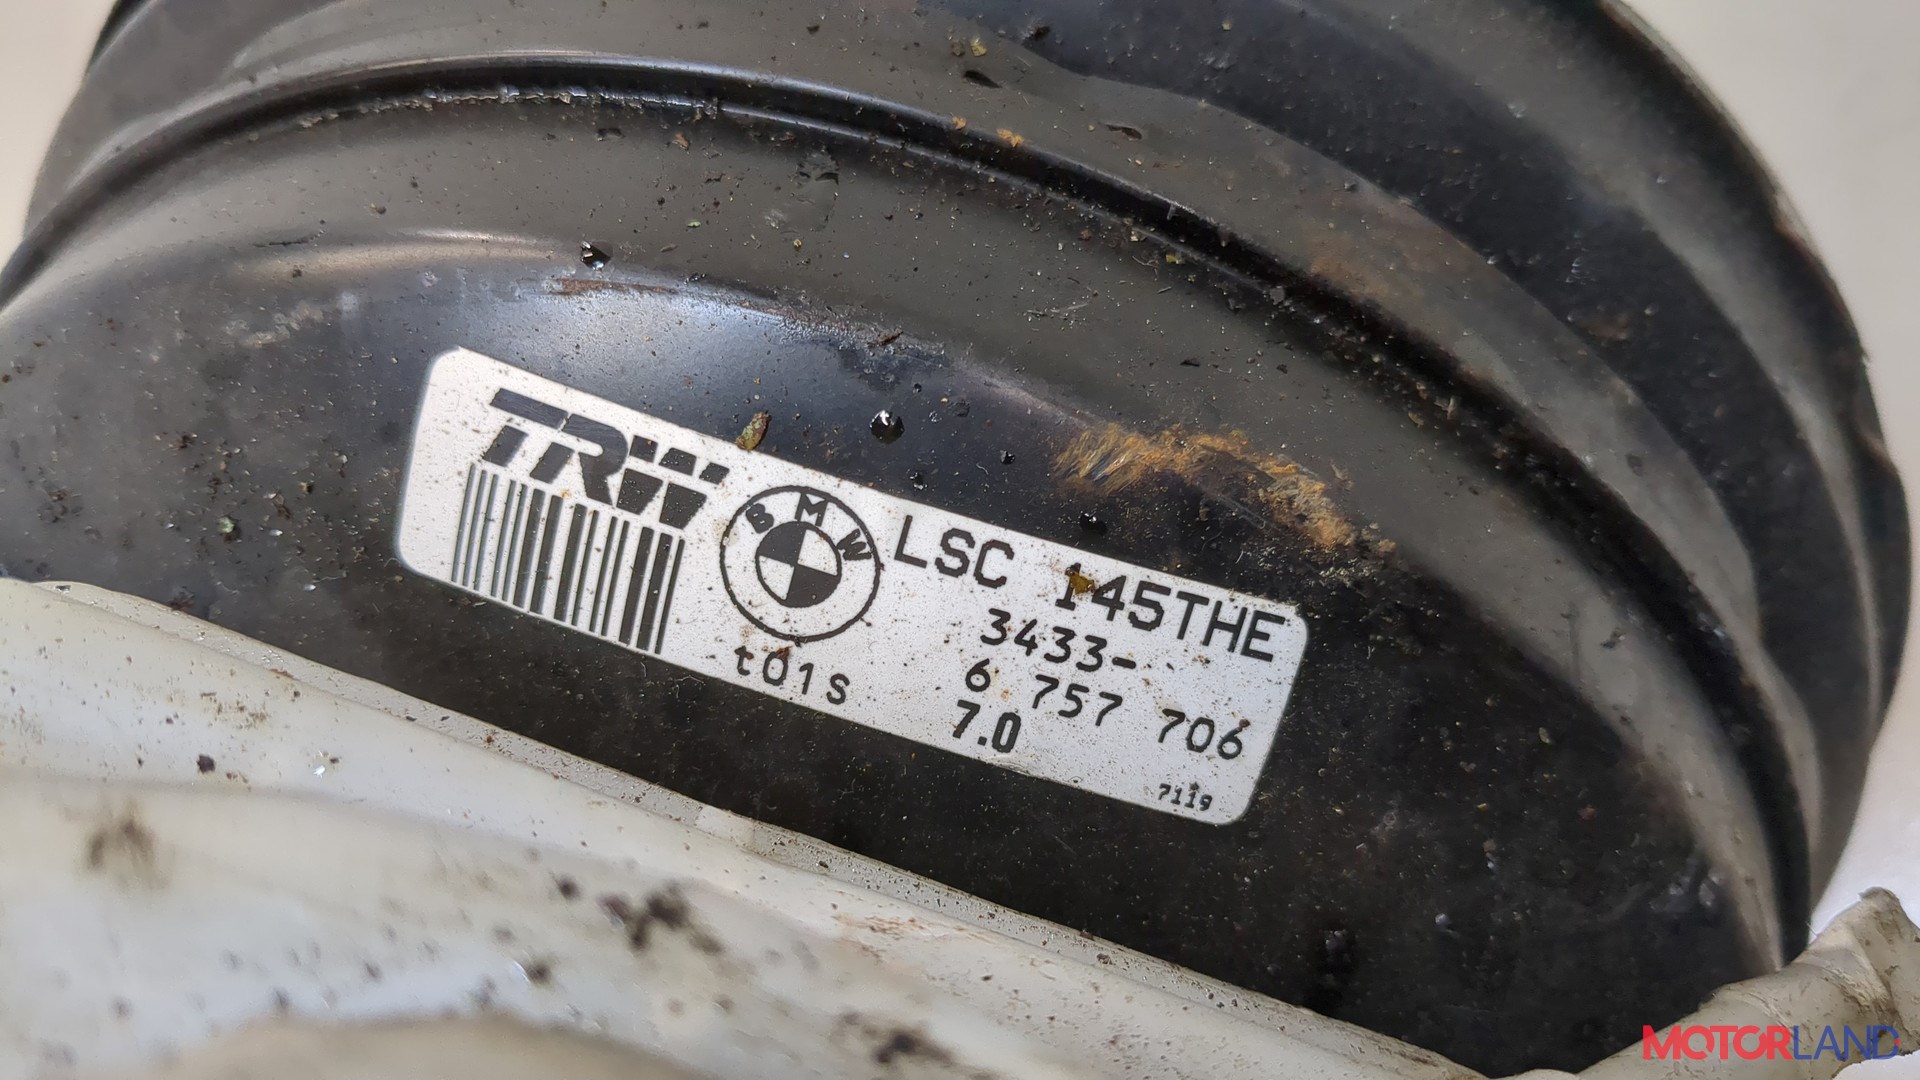 TRW
BMW
LSC 145THE
3433-
6 757 706
t01s
7.0
7119
MOTORLAND